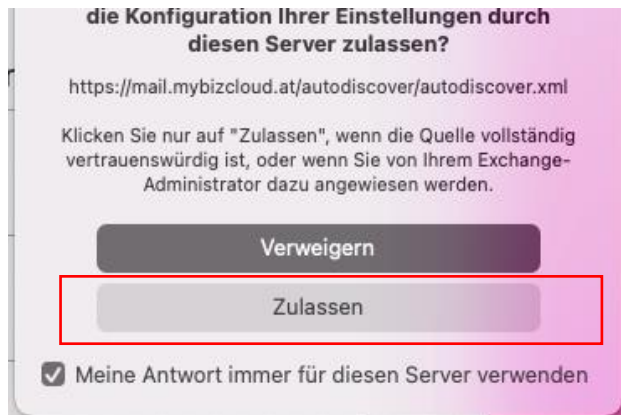 die Konfiguration Ihrer Einstellungen durch
diesen Server zulassen?
https://mail.mybizcloud.at/autodiscover/autodiscover.xml
Klicken Sie nur auf "Zulassen", wenn die Quelle vollständig
vertrauenswürdig ist, oder wenn Sie von Ihrem Exchange-
Administrator dazu angewiesen werden.
Verweigern
Zulassen
Meine Antwort immer für diesen Server verwenden